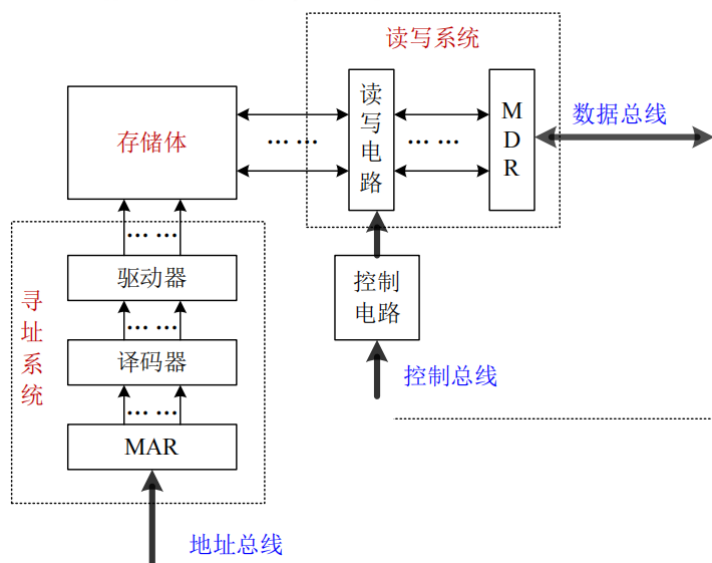 读写系统
存储体
… …
读写电路
… …
MDR
数据总线
… …
驱动器
控制电路
寻址系统
… …
译码器
控制总线
… …
MAR
地址总线